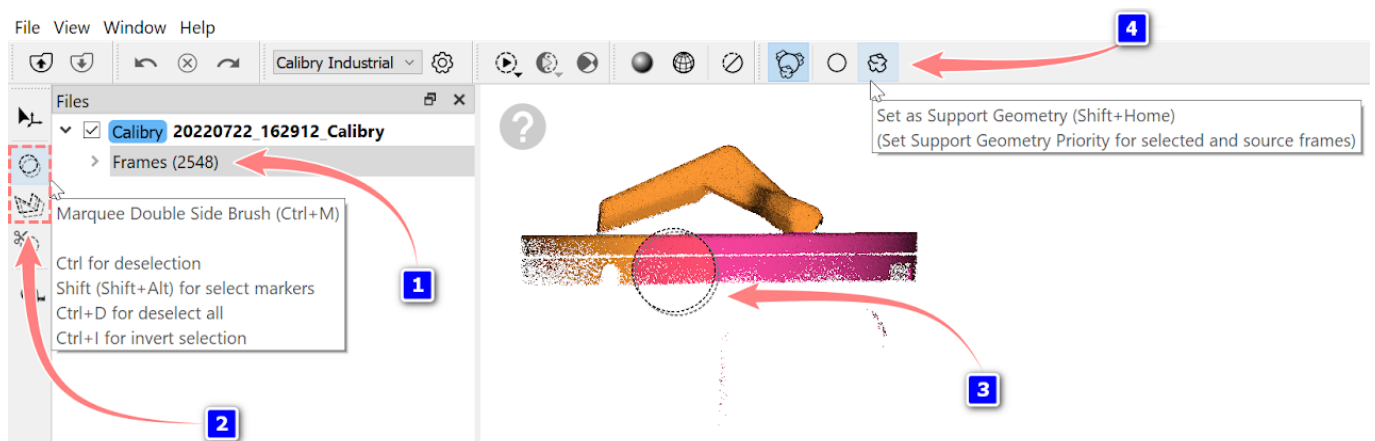 File View Window Help
4
Calibry Industrial
Files
Calibry 20220722_162912_Calibry
Frames (2548)
?
Set as Support Geometry (Shift+Home)
(Set Support Geometry Priority for selected and source frames)
Marquee Double Side Brush (Ctrl+M)
Ctrl for deselection
Shift (Shift+Alt) for select markers
Ctrl+D for deselect all
Ctrl+I for invert selection
1
3
2